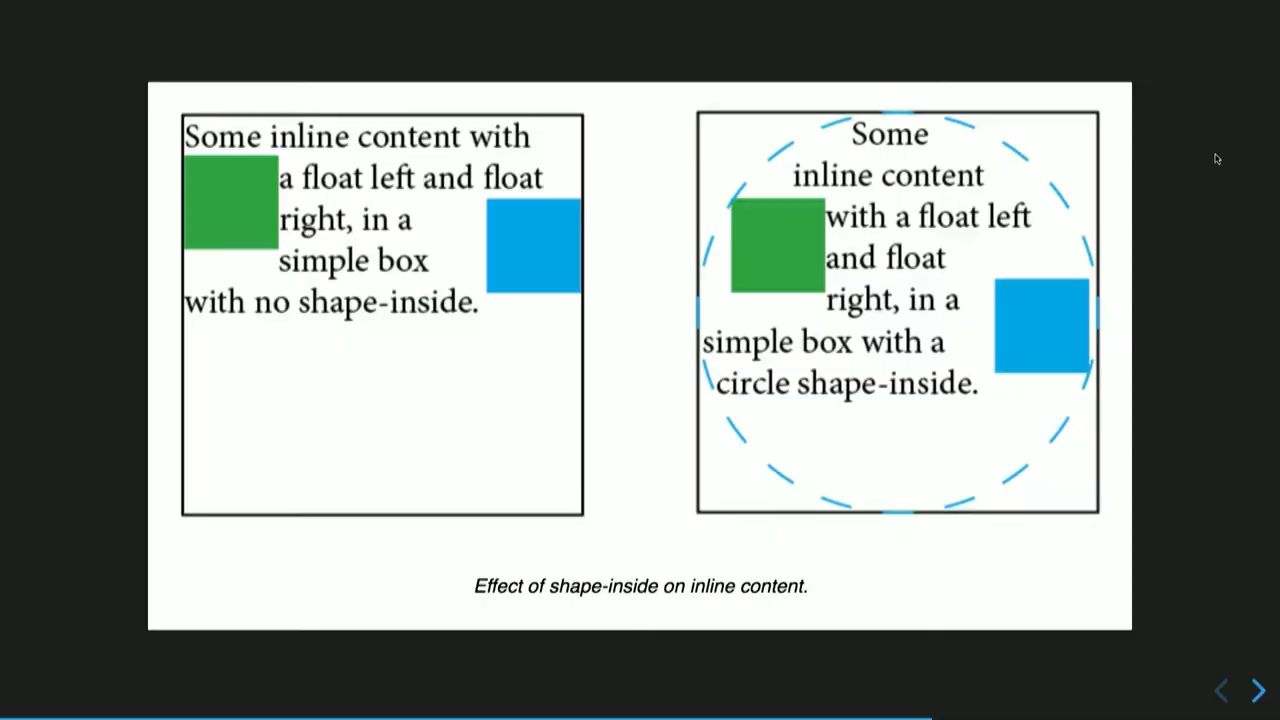 Some inline content with
a float left and float
right, in a
simple box
with no shape-inside.
Some
inline content
with a float left
and float
right, in a
simple box with a
circle shape-inside.
Effect of shape-inside on inline content.